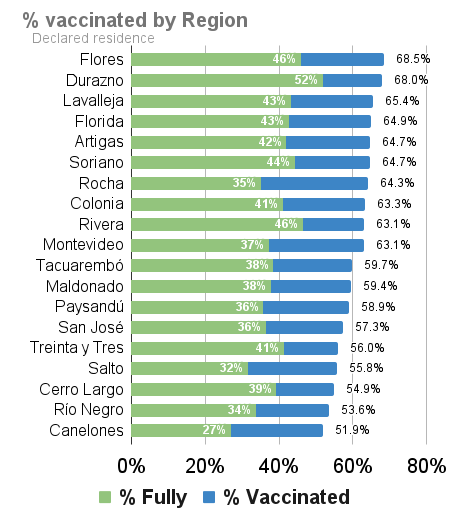 % vaccinated by Region
Declared residence
Flores 46% 68.5%
Durazno 52% 68.0%
Lavalleja 43% 65.4%
Florida 43% 64.9%
Artigas 42% 64.7%
Soriano 44% 64.7%
Rocha 35% 64.3%
Colonia 41% 63.3%
Rivera 46% 63.1%
Montevideo 37% 63.1%
Tacuarembó 38% 59.7%
Maldonado 38% 59.4%
Paysandú 36% 58.9%
San José 36% 57.3%
Treinta y Tres 41% 56.0%
Salto 32% 55.8%
Cerro Largo 39% 54.9%
Río Negro 34% 53.6%
Canelones 27% 51.9%
0% 20% 40% 60% 80%
% Fully % Vaccinated